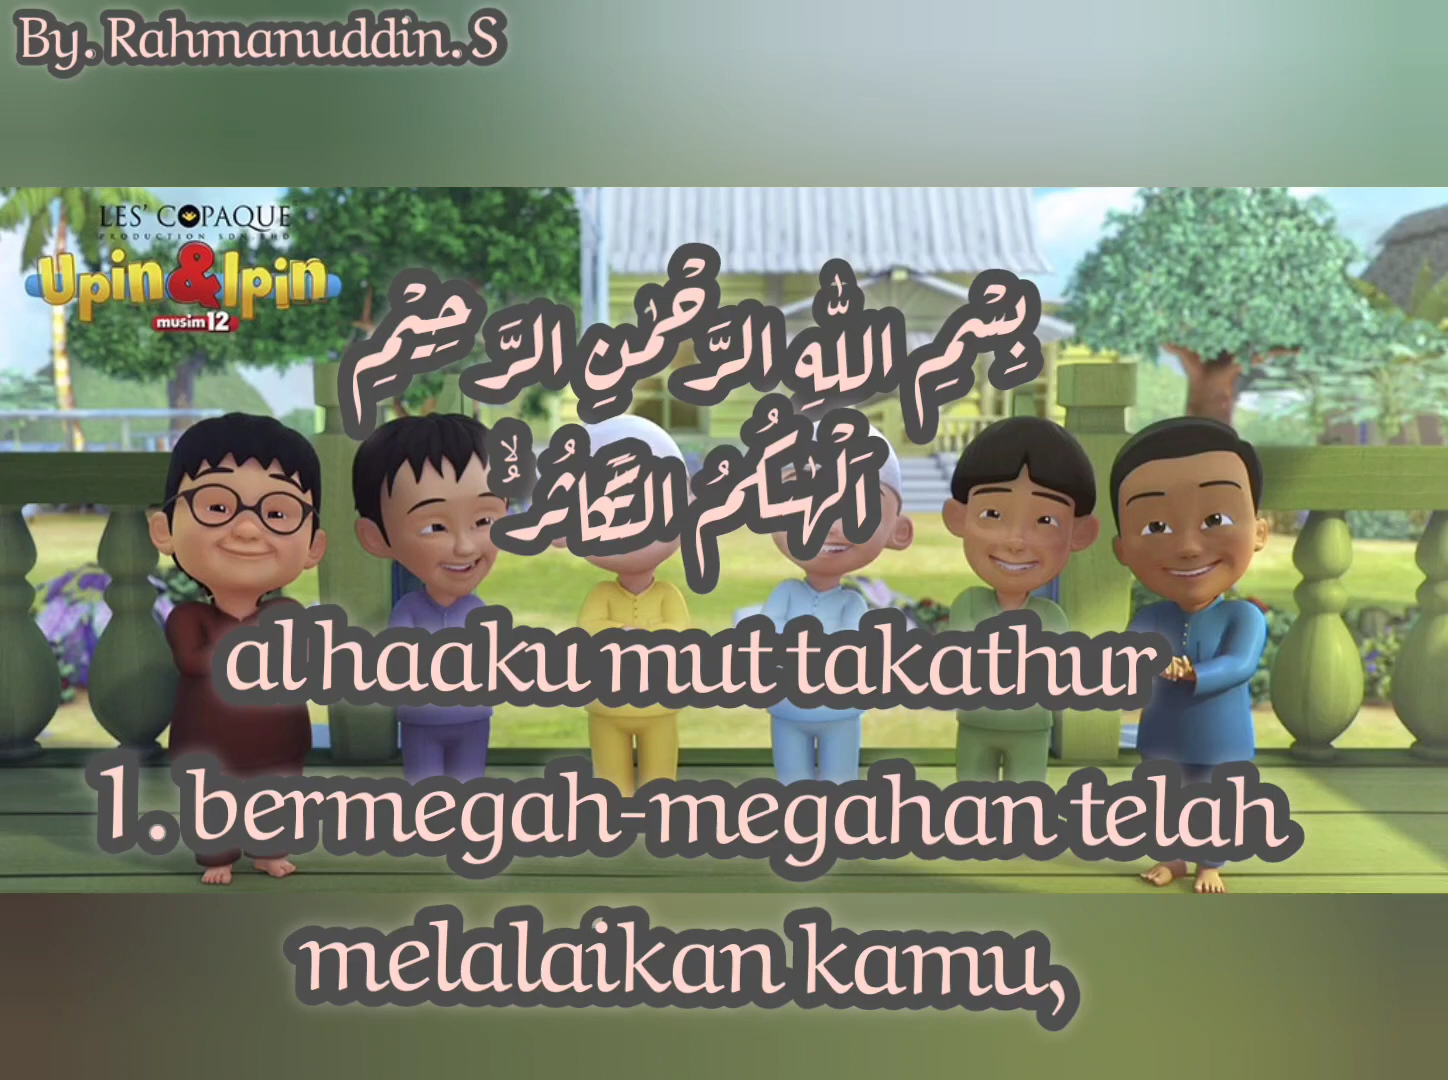 By. Rahmanuddin. S
LES' COPAQUE
PRODUCTION SDN BHD
Upin&Ipin
musim 12
بِسْمِ اللّٰهِ الرَّحْمٰنِ الرَّحِيْمِ
اَلْهٰىكُمُ التَّكَاثُرُۙ
al haaku mut takathur
1. bermegah-megahan telah
melalaikan kamu,